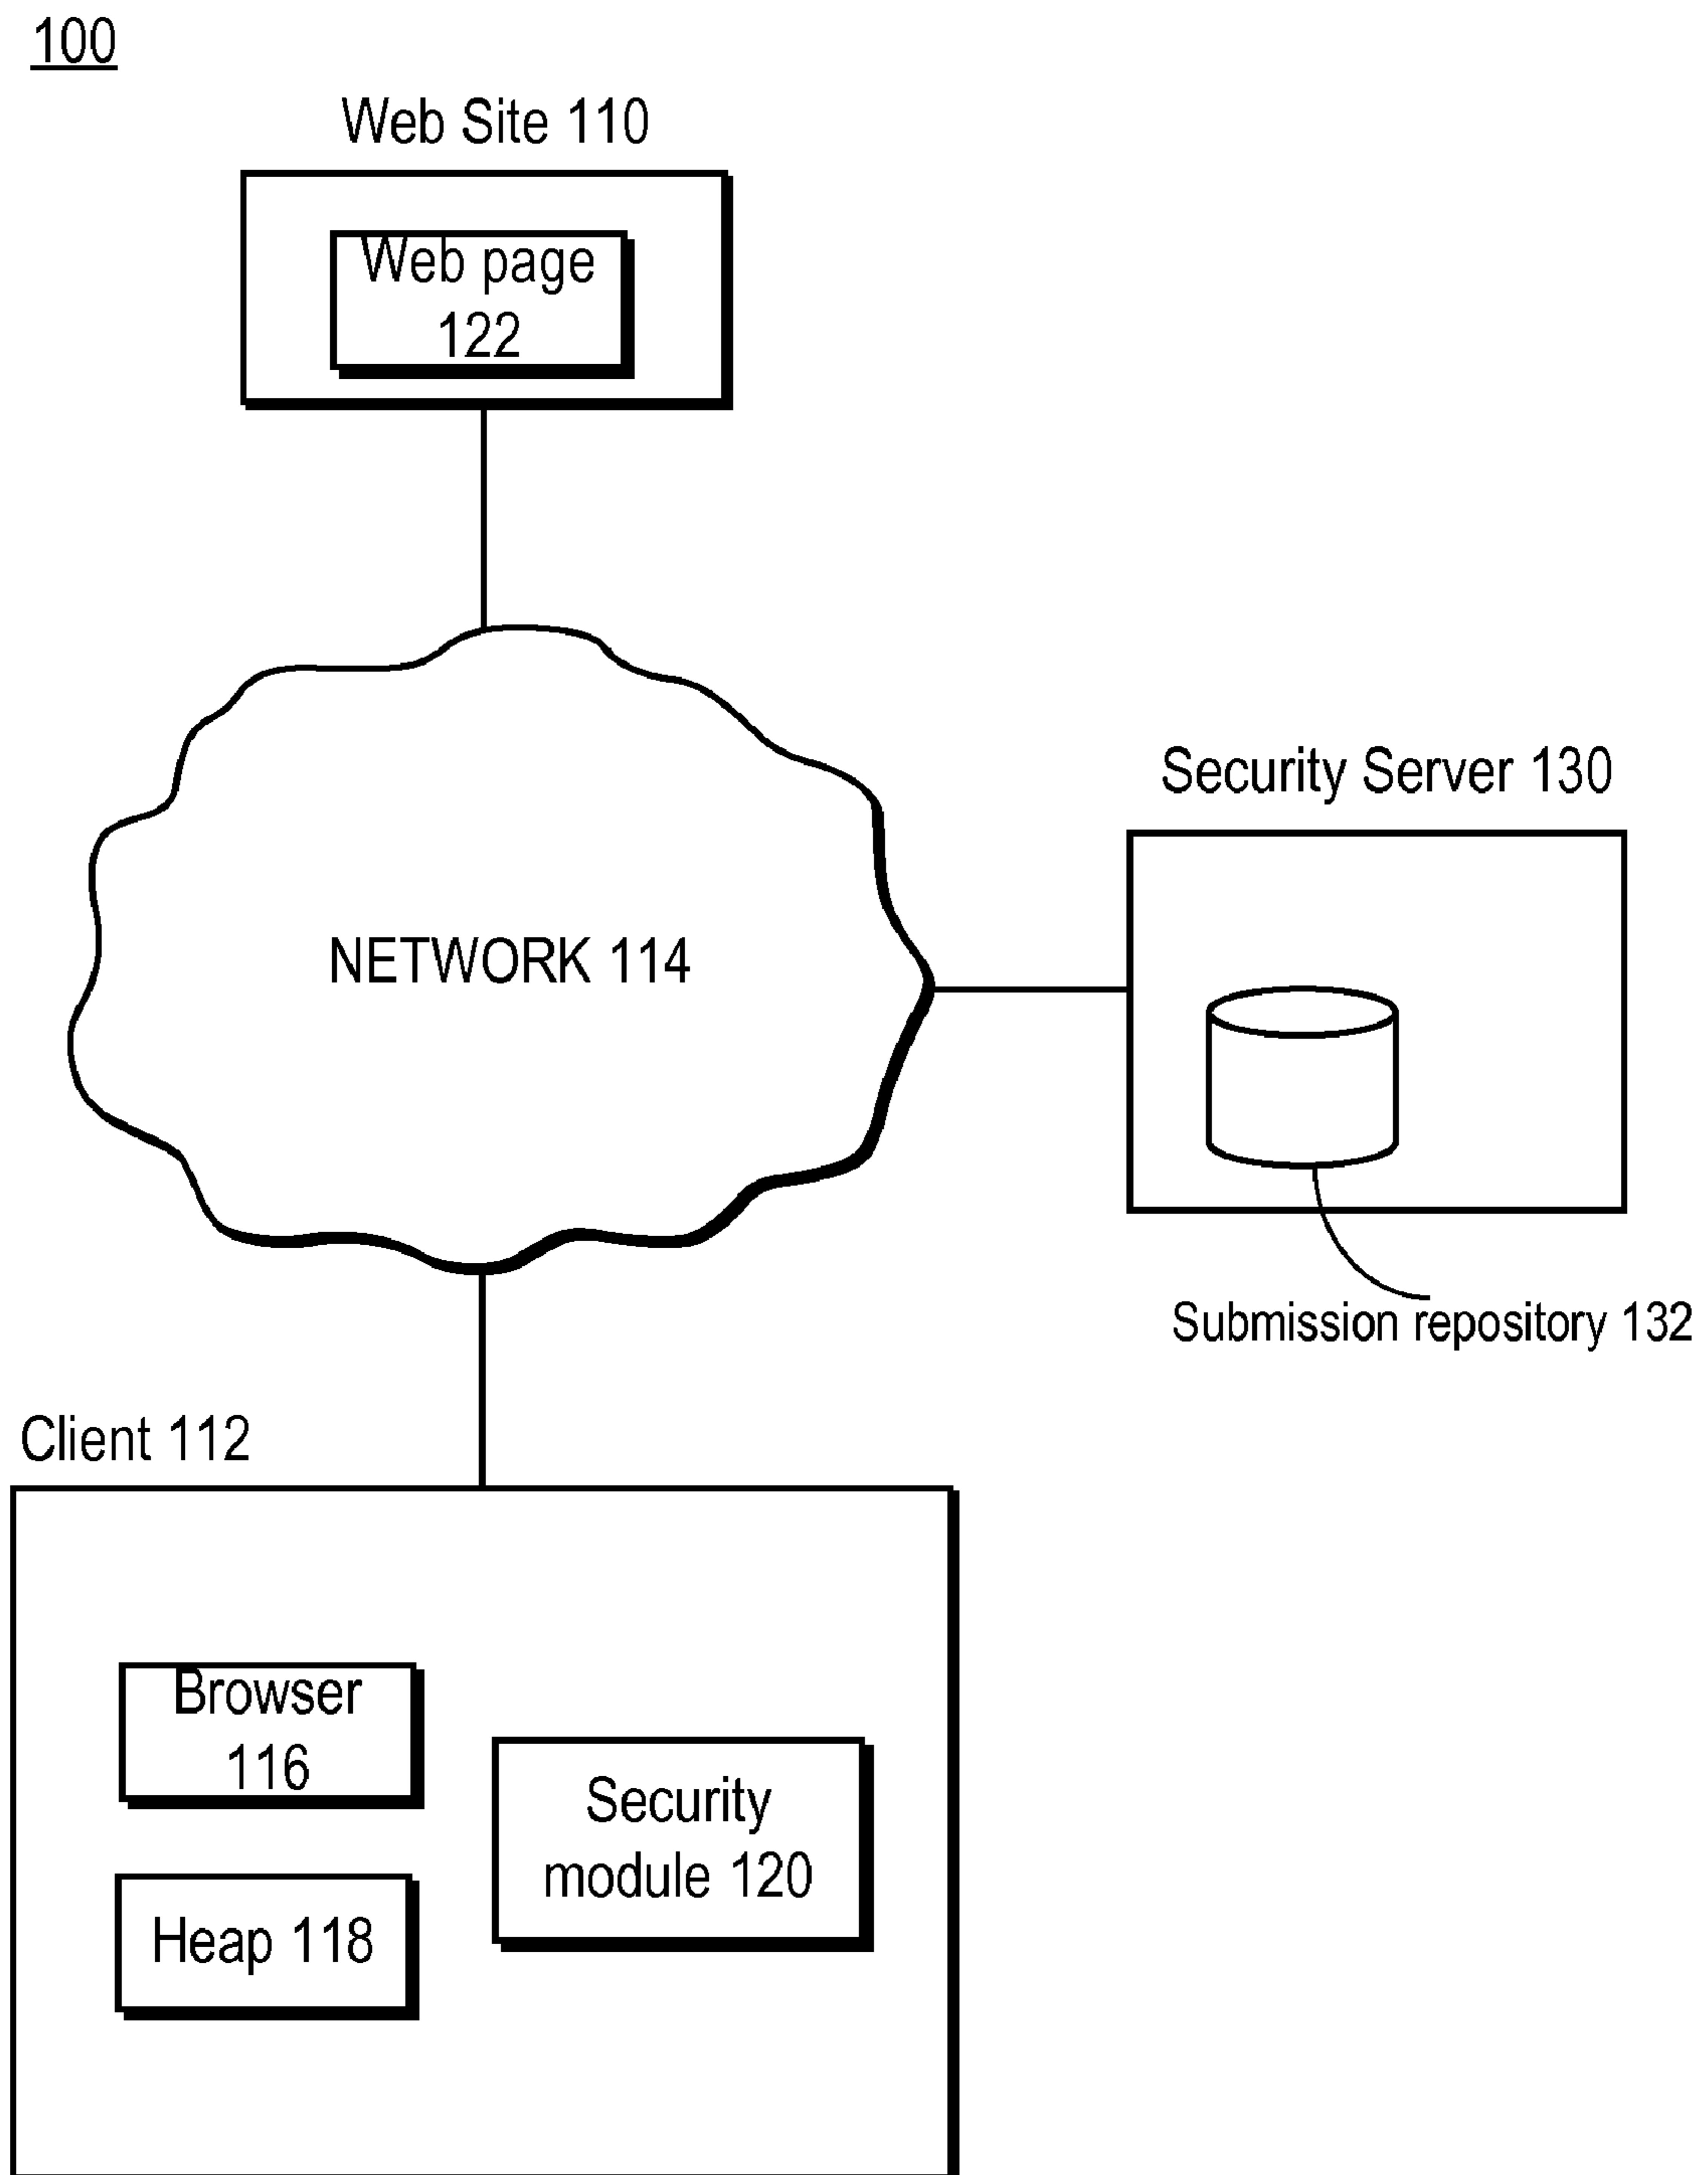 100
Web Site 110
Web page
122
Security Server 130
NETWORK 114
Submission repository 132
Client 112
Browser
116
Security
module 120
Heap 118